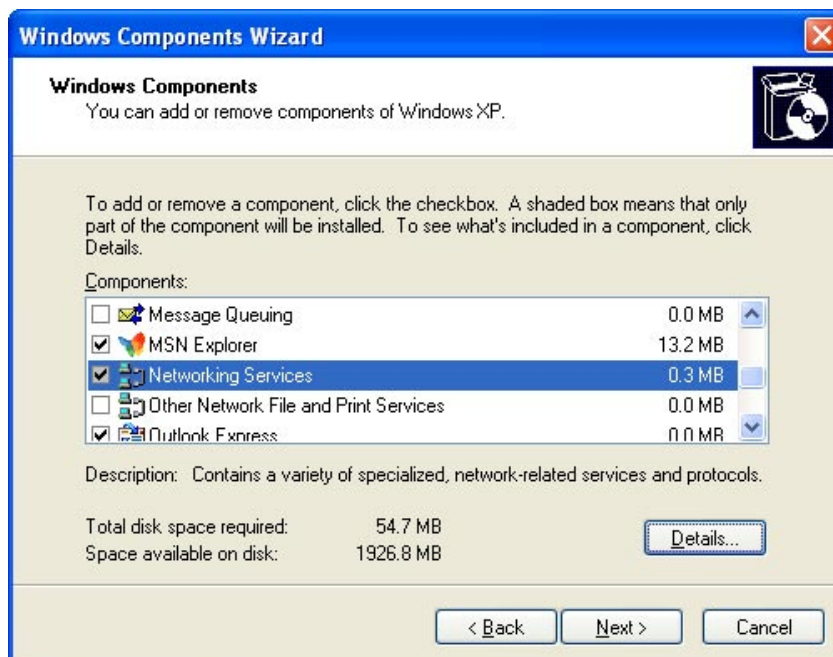 Windows Components Wizard
Windows Components
You can add or remove components of Windows XP.
To add or remove a component, click the checkbox. A shaded box means that only
part of the component will be installed. To see what's included in a component, click
Details.
Components:
Message Queuing 0.0 MB
MSN Explorer 13.2 MB
Networking Services 0.3 MB
Other Network File and Print Services 0.0 MB
Outlook Express 0.0 MB
Description: Contains a variety of specialized, network-related services and protocols.
Total disk space required: 54.7 MB
Space available on disk: 1926.8 MB
Details...
< Back Next > Cancel